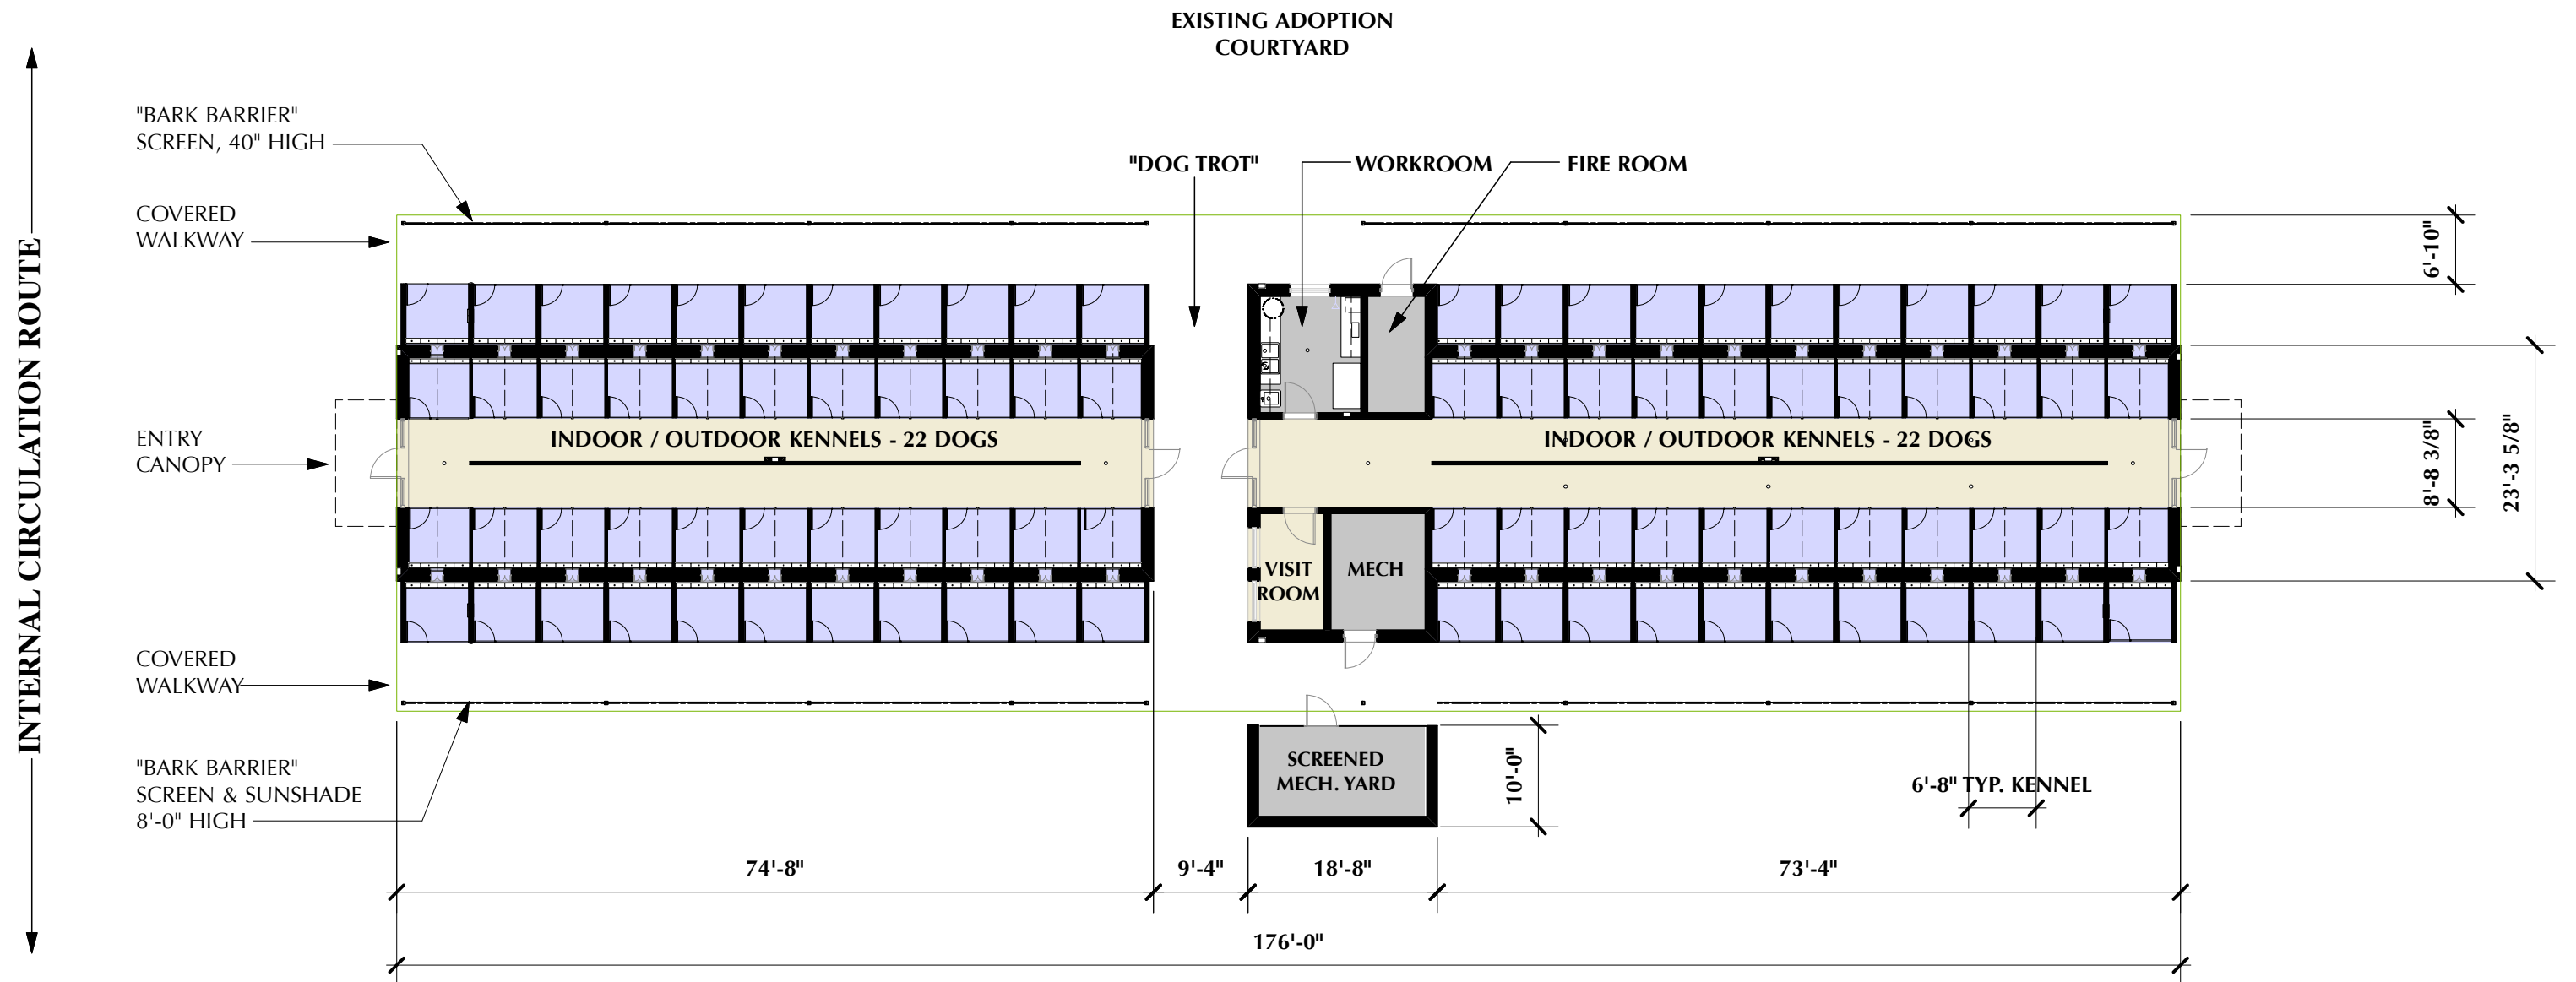 EXISTING ADOPTION
COURTYARD
"BARK BARRIER"
SCREEN, 40" HIGH
"DOG TROT"
WORKROOM
FIRE ROOM
COVERED
WALKWAY
6'-10"
INTERNAL CIRCULATION ROUTE
ENTRY
CANOPY
INDOOR / OUTDOOR KENNELS - 22 DOGS
INDOOR / OUTDOOR KENNELS - 22 DOGS
8'-8 3/8"
23'-3 5/8"
VISIT
ROOM
MECH
COVERED
WALKWAY
"BARK BARRIER"
SCREEN & SUNSHADE
8'-0" HIGH
SCREENED
MECH. YARD
10'-0"
6'-8" TYP. KENNEL
74'-8"
9'-4"
18'-8"
73'-4"
176'-0"